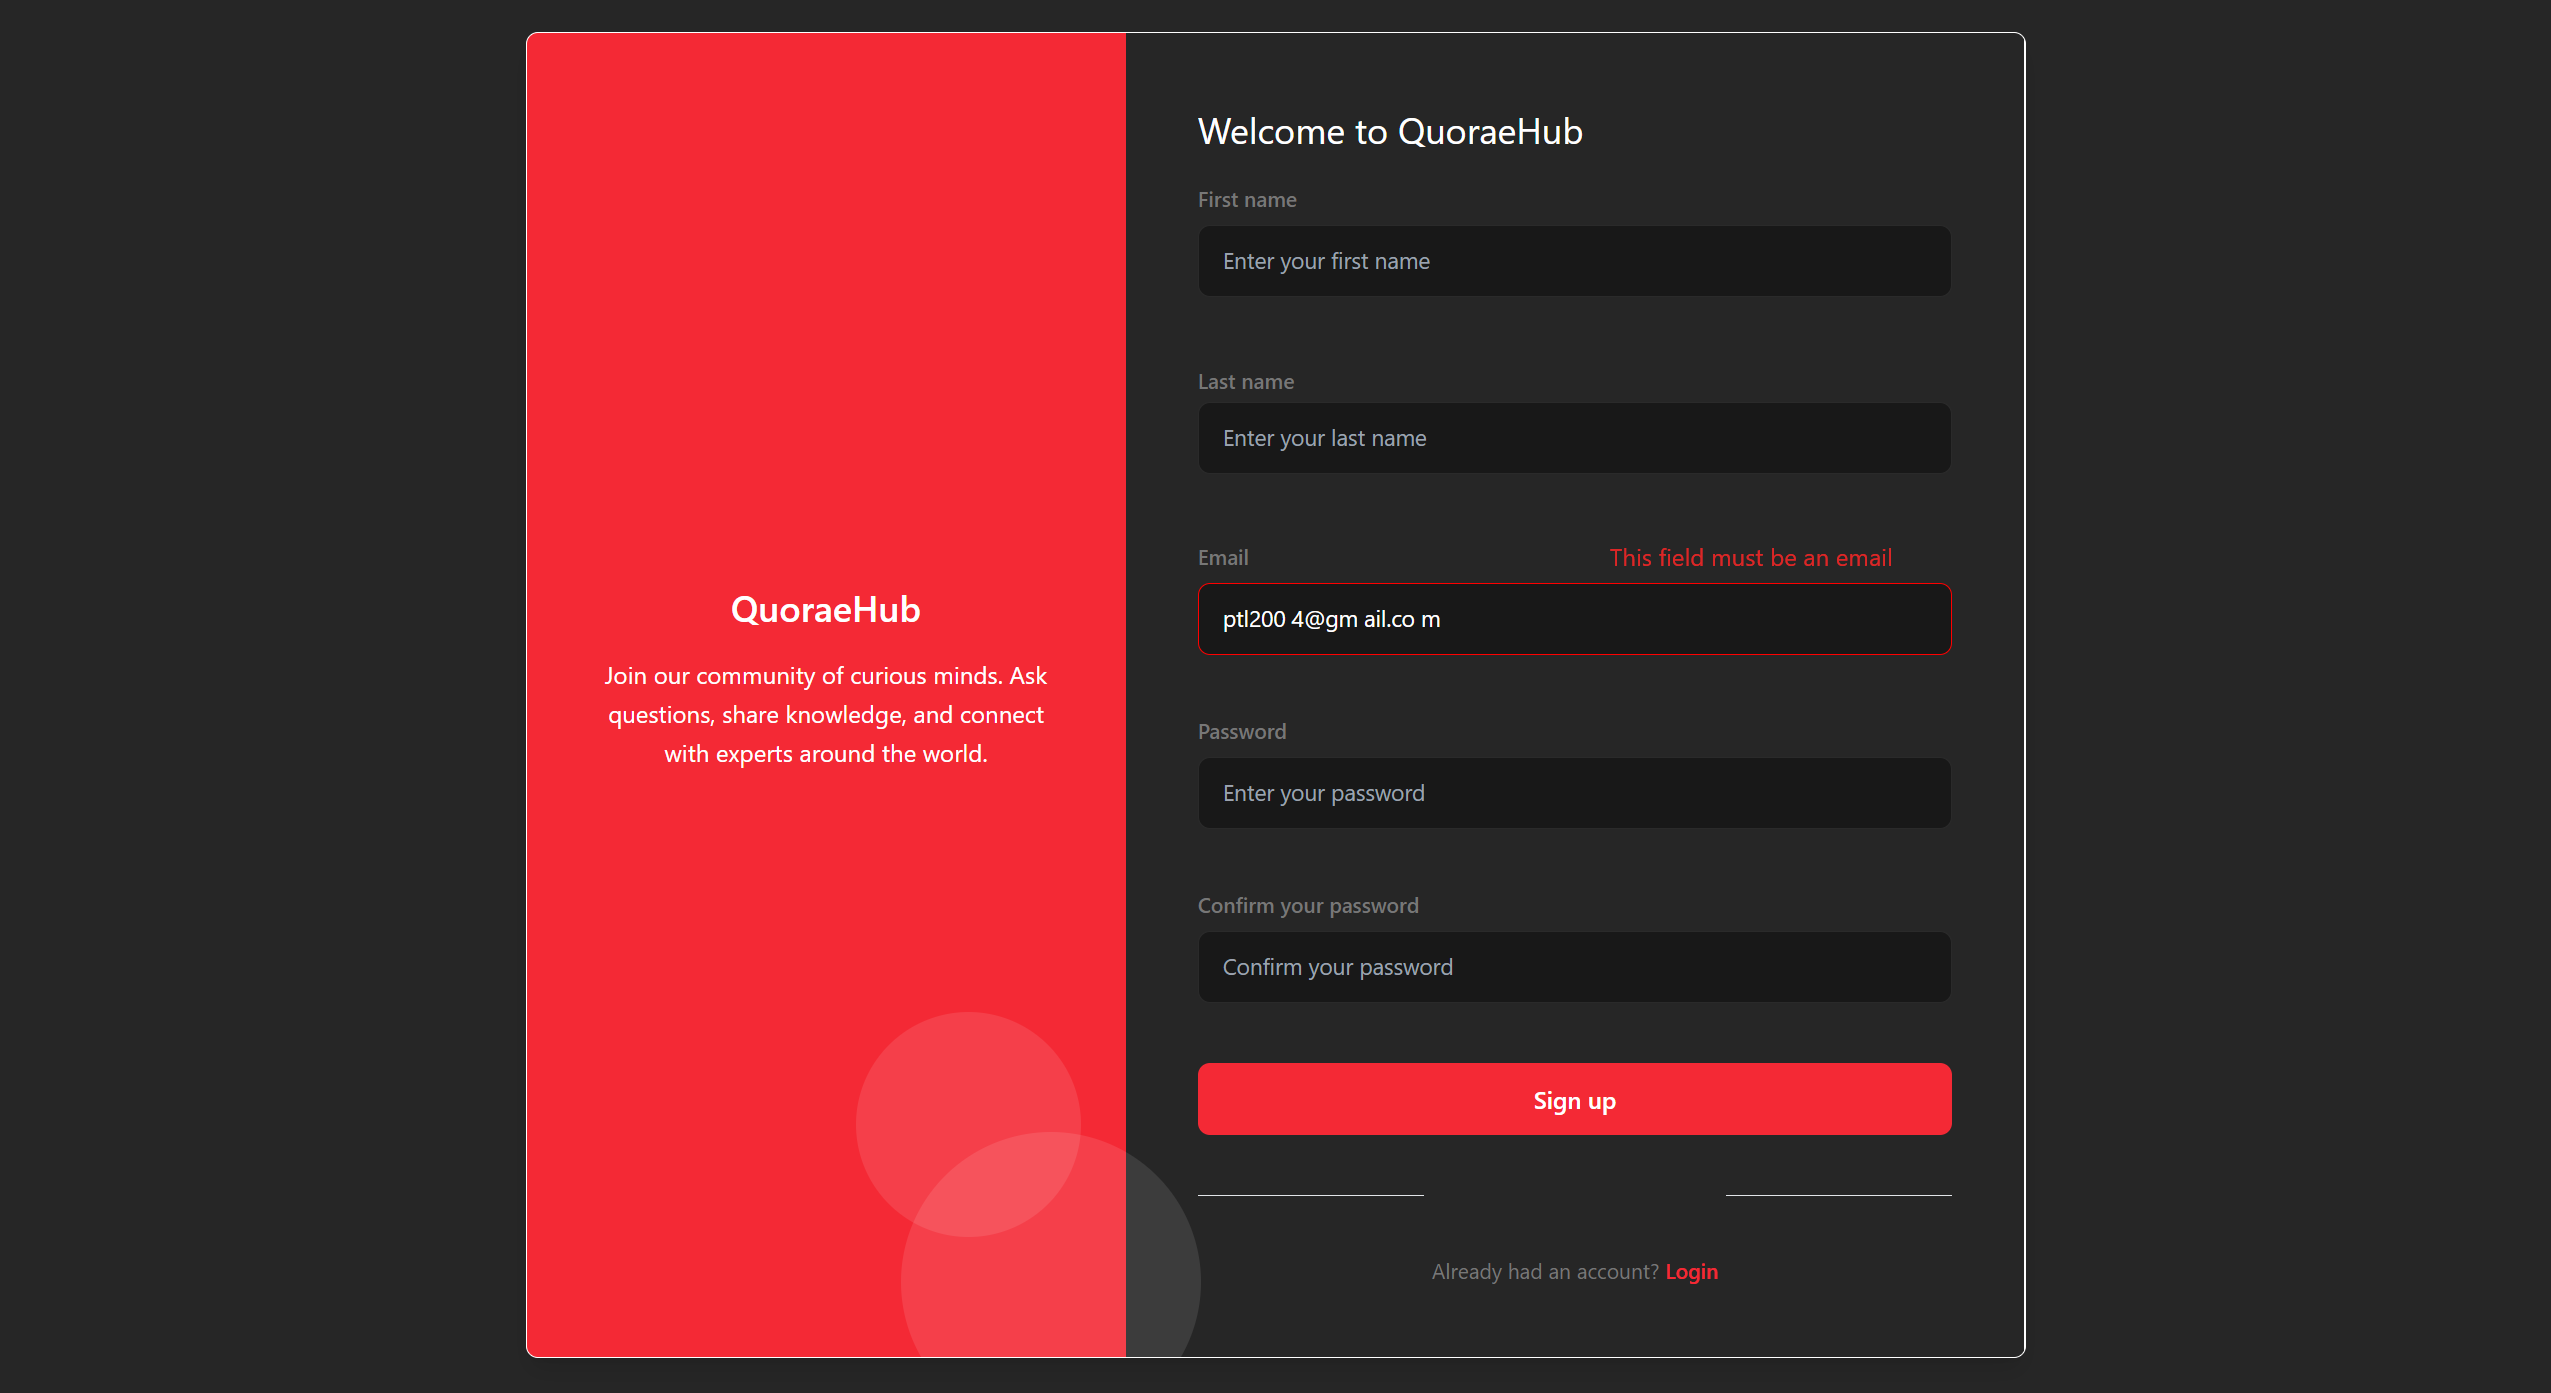 QuoraeHub
Join our community of curious minds. Ask
questions, share knowledge, and connect
with experts around the world.
Welcome to QuoraeHub
First name
Enter your first name
Last name
Enter your last name
Email
This field must be an email
ptl200 4@gm ail.co m
Password
Enter your password
Confirm your password
Confirm your password
Sign up
Already had an account? Login